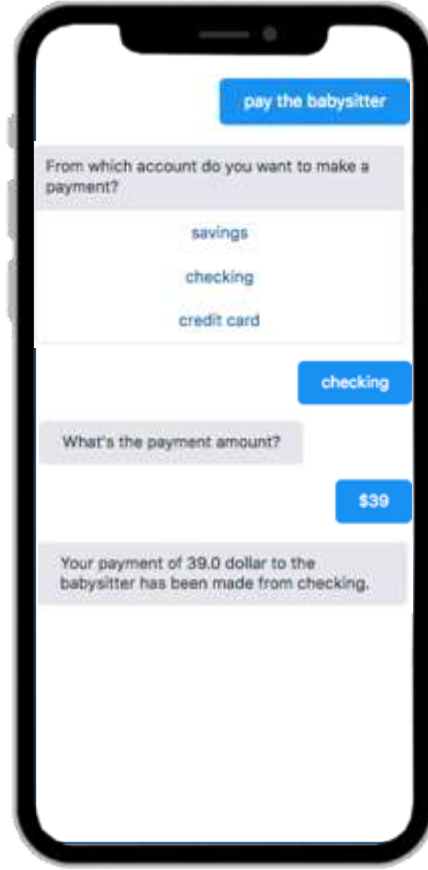 pay the babysitter
From which account do you want to make a
payment?
savings
checking
credit card
checking
What's the payment amount?
$39
Your payment of 39.0 dollar to the
babysitter has been made from checking.